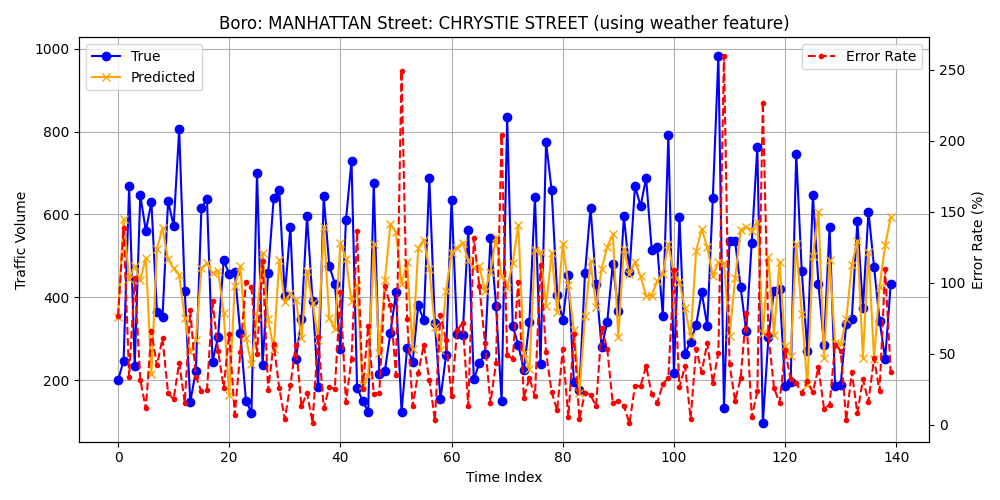 Boro: MANHATTAN Street: CHRYSTIE STREET (using weather feature)
True
Predicted
Error Rate
1000
800
600
400
200
Traffic Volume
250
200
150
100
50
0
Error Rate (%)
0 20 40 60 80 100 120 140
Time Index